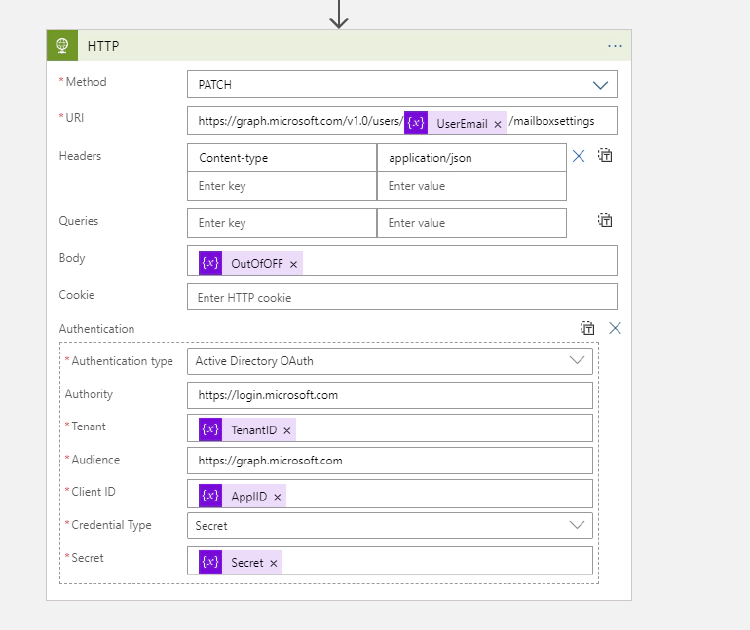 HTTP ...
* Method PATCH
* URI https://graph.microsoft.com/v1.0/users/ {x} UserEmail × /mailboxsettings
Headers Content-type application/json
Enter key Enter value
Queries Enter key Enter value
Body {x} OutOfOFF ×
Cookie Enter HTTP cookie
Authentication
* Authentication type Active Directory OAuth
Authority https://login.microsoft.com
* Tenant {x} TenantID ×
* Audience https://graph.microsoft.com
* Client ID {x} ApplID ×
* Credential Type Secret
* Secret {x} Secret ×